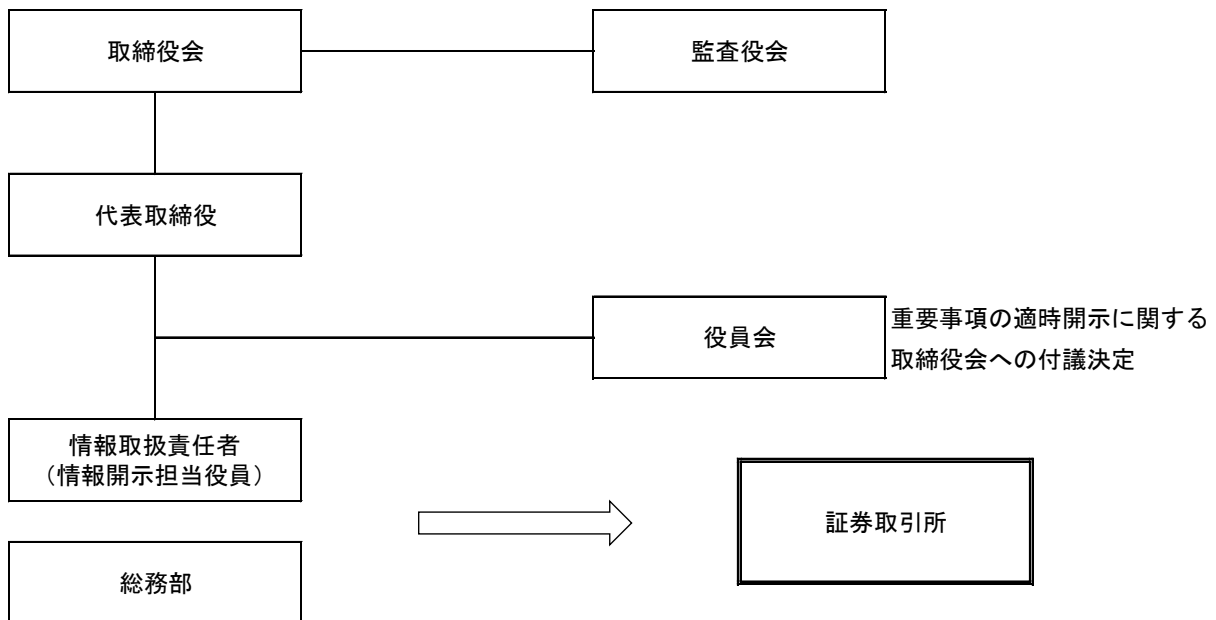 取締役会
監査役会
代表取締役
役員会
重要事項の適時開示に関する
取締役会への付議決定
情報取扱責任者
（情報開示担当役員）
証券取引所
総務部